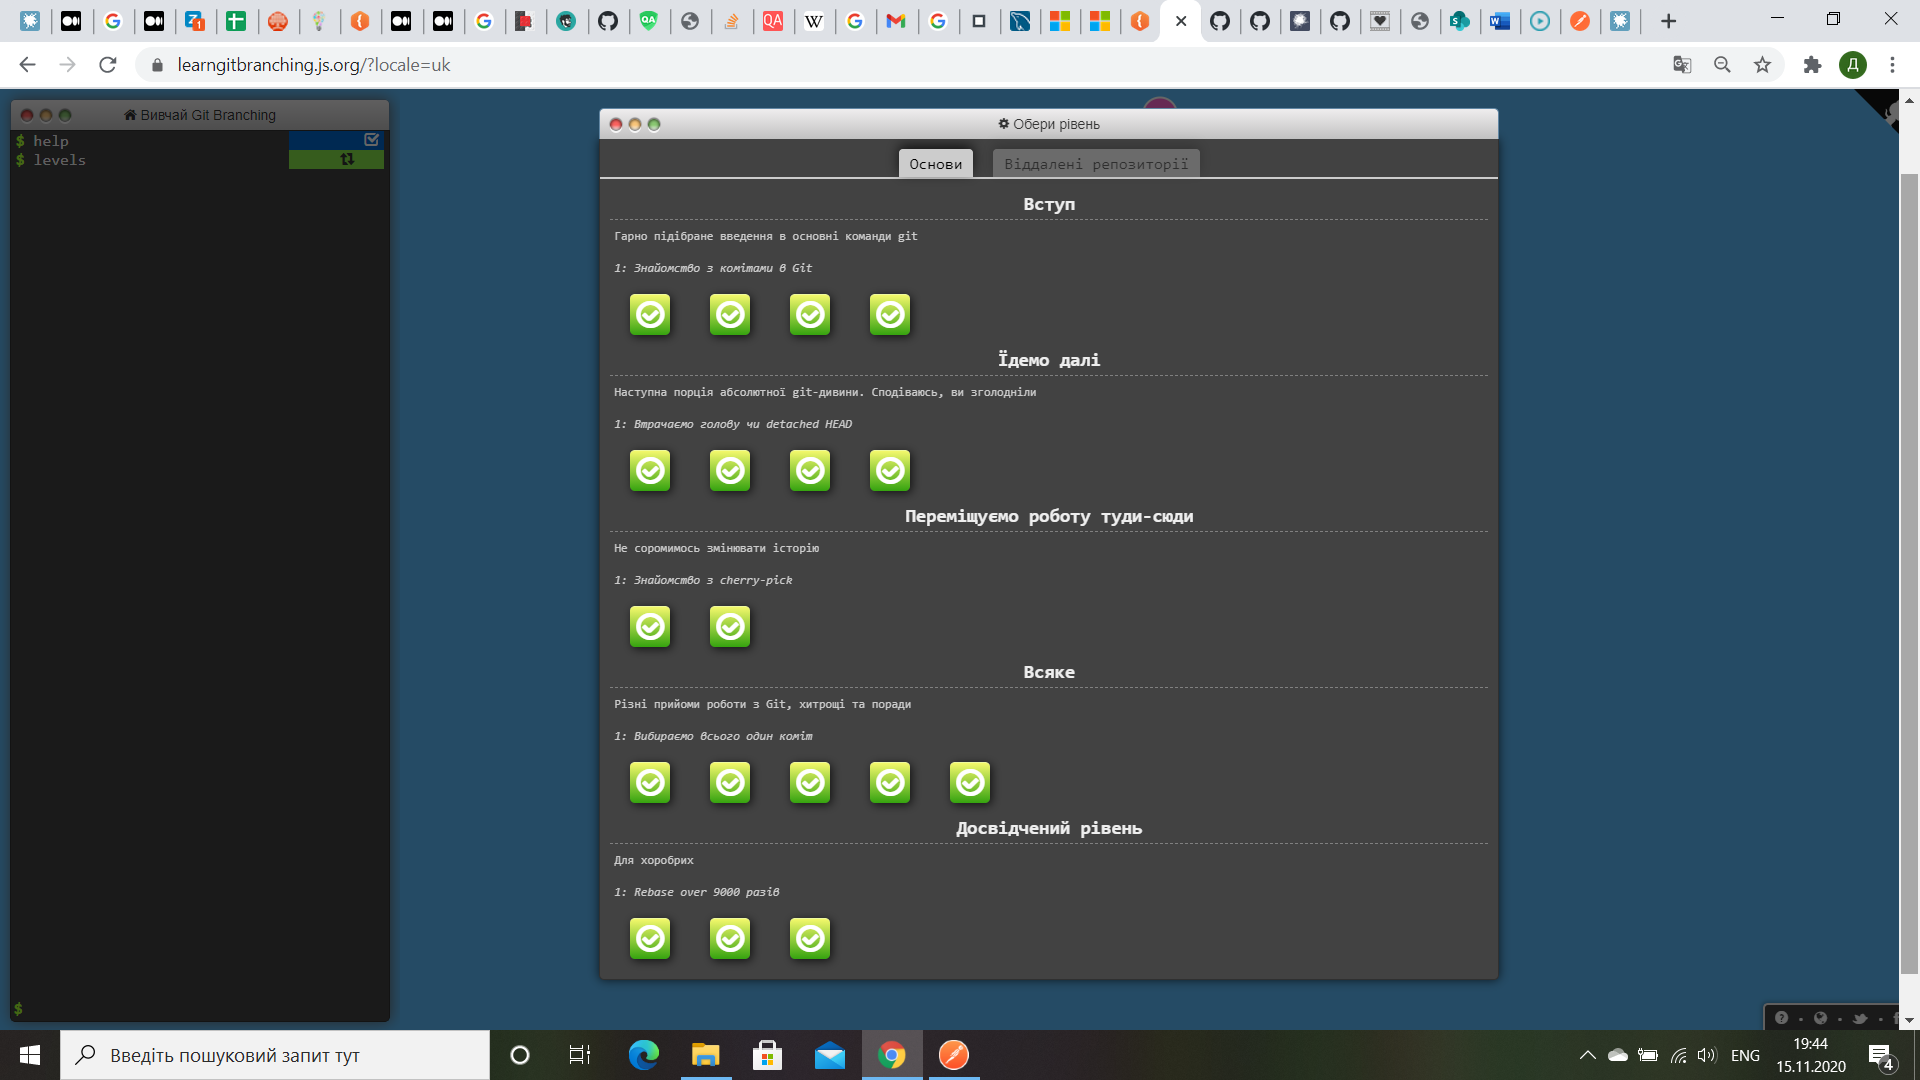 learngitbranching.js.org/?locale=uk
Д
Вивчай Git Branching
$ help
$ levels
$
Обери рівень
Основи
Віддалені репозиторії
Вступ
Гарно підібране введення в основні команди git
1: Знайомство з комітами в Git
Їдемо далі
Наступна порція абсолютної git-дивини. Сподіваюсь, ви зголодніли
1: Втрачаємо голову чи detached HEAD
Переміщуємо роботу туди-сюди
Не соромимось змінювати історію
1: Знайомство з cherry-pick
Всяке
Різні прийоми роботи з Git, хитрощі та поради
1: Вибираємо всього один коміт
Досвідчений рівень
Для хоробрих
1: Rebase over 9000 разів
Введіть пошуковий запит тут
ENG
19:44
15.11.2020
4